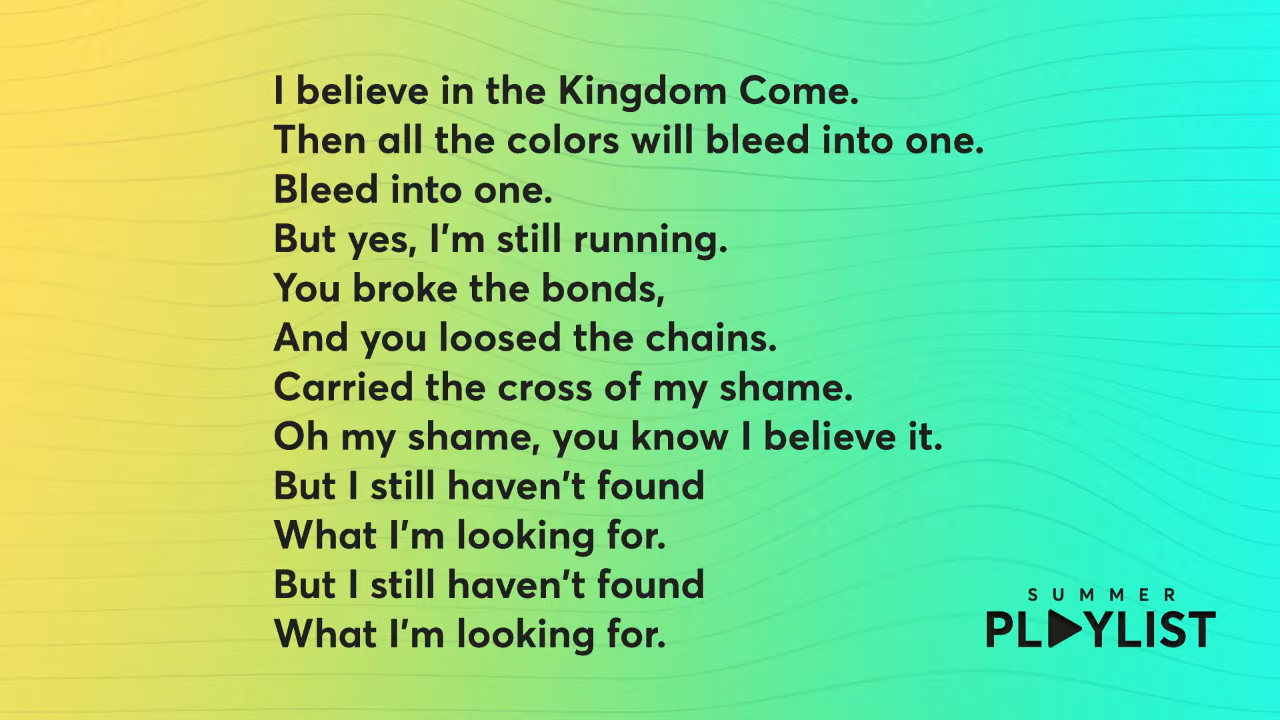 I believe in the Kingdom Come.
Then all the colors will bleed into one.
Bleed into one.
But yes, I'm still running.
You broke the bonds,
And you loosed the chains.
Carried the cross of my shame.
Oh my shame, you know I believe it.
But I still haven't found
What I'm looking for.
But I still haven't found
What I'm looking for.
SUMMER
PLAYLIST